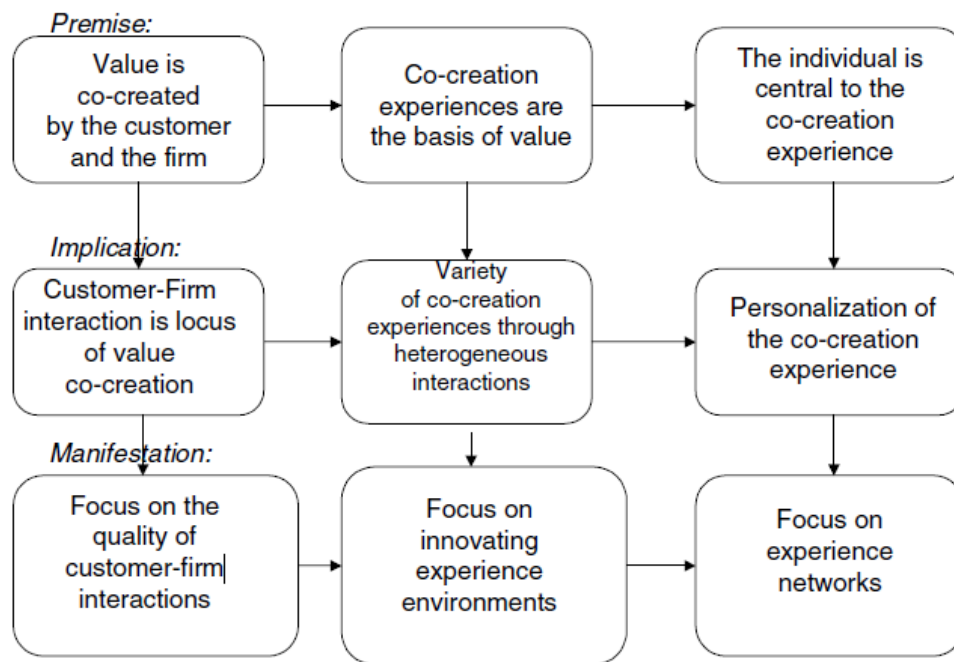 Premise:
Value is
co-created
by the customer
and the firm
Co-creation
experiences are
the basis of value
The individual is
central to the
co-creation
experience
Implication:
Customer-Firm
interaction is locus
of value
co-creation
Variety
of co-creation
experiences through
heterogeneous
interactions
Personalization of
the co-creation
experience
Manifestation:
Focus on the
quality of
customer-firm
interactions
Focus on
innovating
experience
environments
Focus on
experience
networks